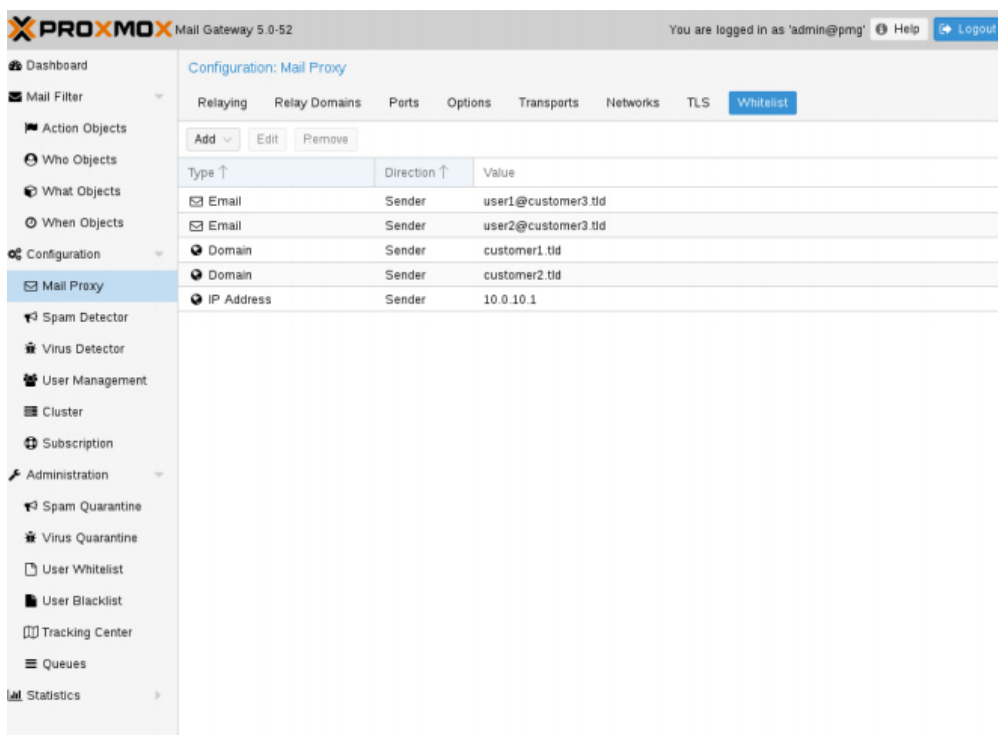 PROXMOX Mail Gateway 5.0-52 You are logged in as 'admin@pmg' Help Logout
Dashboard
Mail Filter
Action Objects
Who Objects
What Objects
When Objects
Configuration
Mail Proxy
Spam Detector
Virus Detector
User Management
Cluster
Subscription
Administration
Spam Quarantine
Virus Quarantine
User Whitelist
User Blacklist
Tracking Center
Queues
Statistics
Configuration: Mail Proxy
Relaying Relay Domains Ports Options Transports Networks TLS Whitelist
Add Edit Remove
Type Direction Value
Email Sender user1@customer3.tld
Email Sender user2@customer3.tld
Domain Sender customer1.tld
Domain Sender customer2.tld
IP Address Sender 10.0.10.1